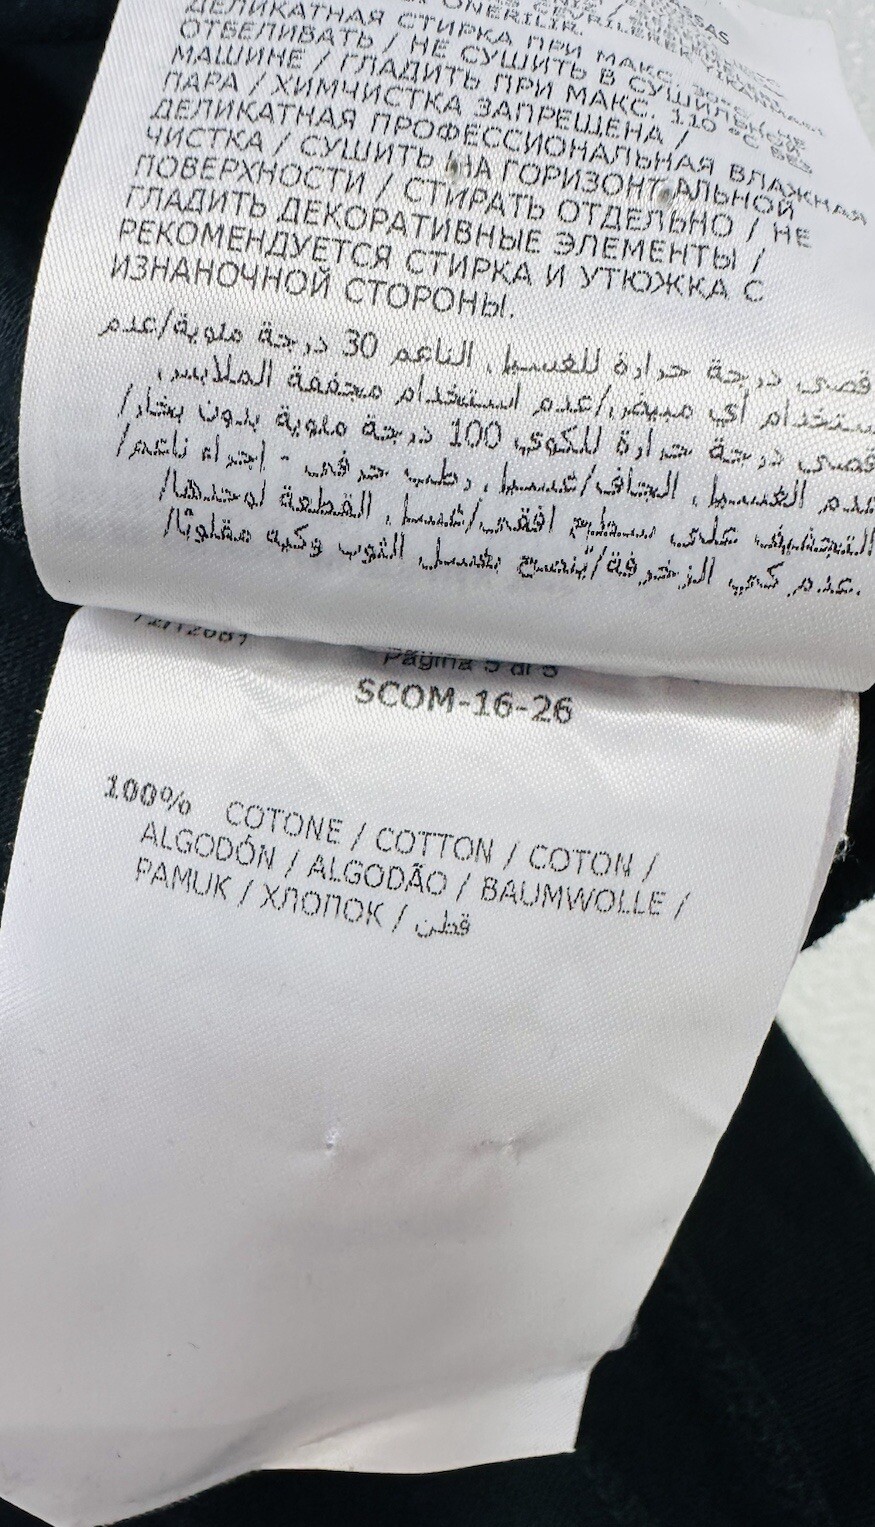 ДЕЛИКАТНАЯ СТИРКА ПРИ МАКС. 30°C / НЕ
ОТБЕЛИВАТЬ / НЕ СУШИТЬ В СУШИЛЬНОЙ
МАШИНЕ / ГЛАДИТЬ ПРИ МАКС. 110 °C БЕЗ
ПАРА / ХИМЧИСТКА ЗАПРЕЩЕНА /
ДЕЛИКАТНАЯ ПРОФЕССИОНАЛЬНАЯ ВЛАЖНАЯ
ЧИСТКА / СУШИТЬ НА ГОРИЗОНТАЛЬНОЙ
ПОВЕРХНОСТИ / СТИРАТЬ ОТДЕЛЬНО / НЕ
ГЛАДИТЬ ДЕКОРАТИВНЫЕ ЭЛЕМЕНТЫ /
РЕКОМЕНДУЕТСЯ СТИРКА И УТЮЖКА С
ИЗНАНОЧНОЙ СТОРОНЫ.
قصى درجة حرارة للغسيل الناعم 30 درجة مئوية/عدم
ستخدام أي مبيض/عدم استخدام مجففة الملابس
قصى درجة حرارة للكوي 100 درجة مئوية بدون بخار/
عدم الغسيل الجاف/غسيل رطب حرفي - إجراء ناعم/
التجفيف على سطح افقي/غسل القطعة لوحدها/
عدم كي الزخرفة/يُنصح بغسل الثوب وكيه مقلوبًا/.
Pagina 5 di 5
SCOM-16-26
100% COTONE / COTTON / COTON /
ALGODÓN / ALGODÃO / BAUMWOLLE /
PAMUK / ХЛОПОК / قطن